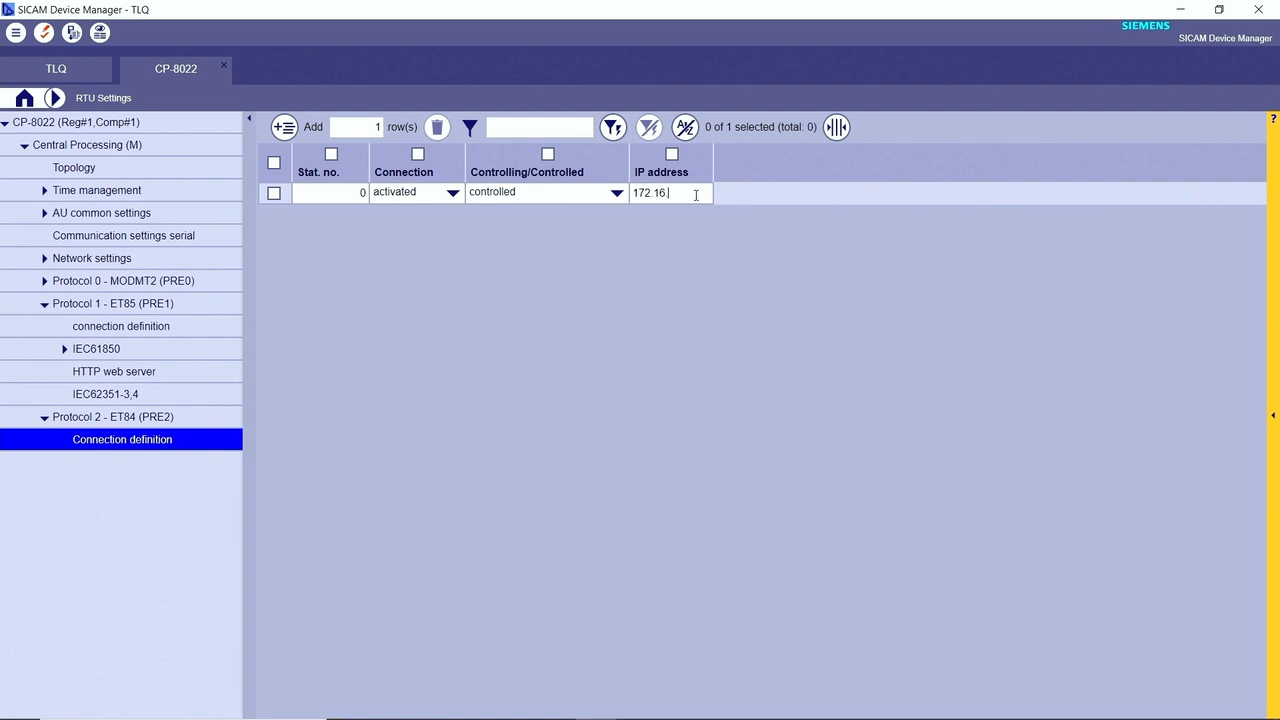 SICAM Device Manager - TLQ
SIEMENS
SICAM Device Manager
TLQ
CP-8022
RTU Settings
CP-8022 (Reg#1,Comp#1)
Central Processing (M)
Topology
Time management
AU common settings
Communication settings serial
Network settings
Protocol 0 - MODMT2 (PRE0)
Protocol 1 - ET85 (PRE1)
connection definition
IEC61850
HTTP web server
IEC62351-3,4
Protocol 2 - ET84 (PRE2)
Connection definition
Add 1 row(s) A/Z 0 of 1 selected (total: 0)
?
Stat. no. Connection Controlling/Controlled IP address
0 activated controlled 172.16.